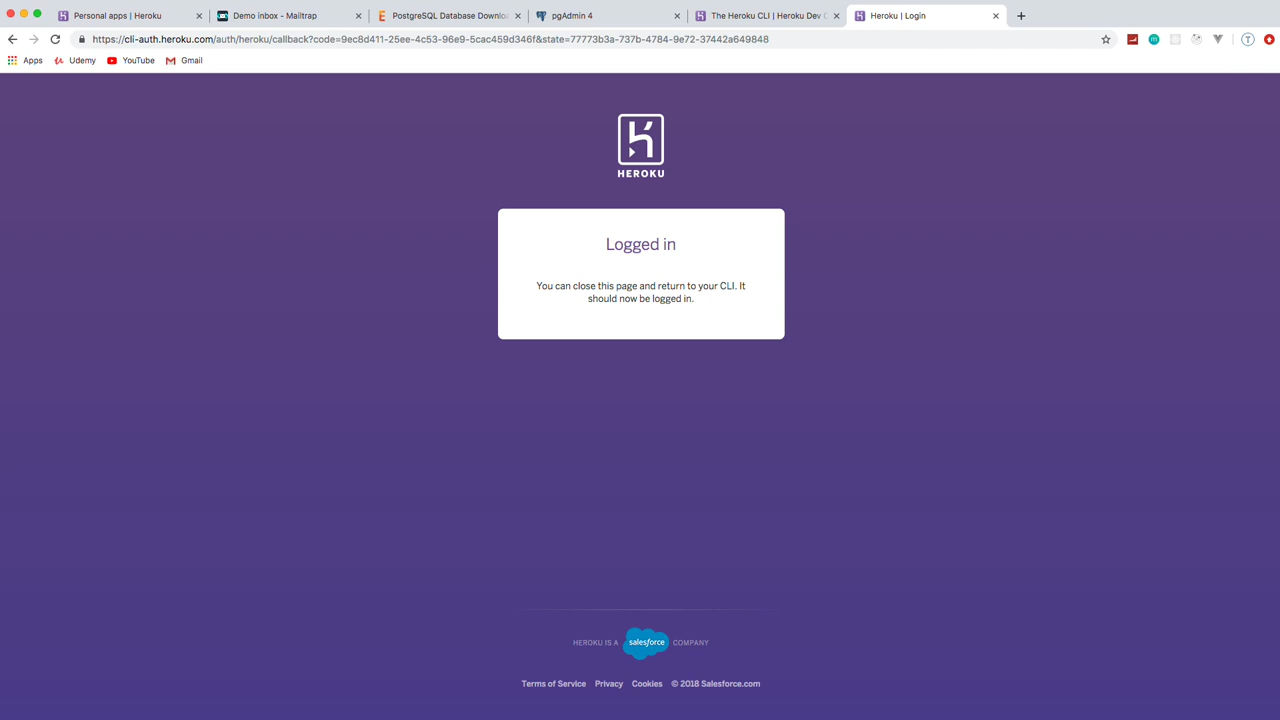 Personal apps | Heroku
Demo inbox - Mailtrap
PostgreSQL Database Downlo
pgAdmin 4
The Heroku CLI | Heroku Dev C
Heroku | Login
https://cli-auth.heroku.com/auth/heroku/callback?code=9ec8d411-25ee-4c53-96e9-5cac459d346f&state=77773b3a-737b-4784-9e72-37442a649848
Apps
Udemy
YouTube
Gmail
HEROKU
Logged in
You can close this page and return to your CLI. It
should now be logged in.
HEROKU IS A salesforce COMPANY
Terms of Service Privacy Cookies © 2018 Salesforce.com